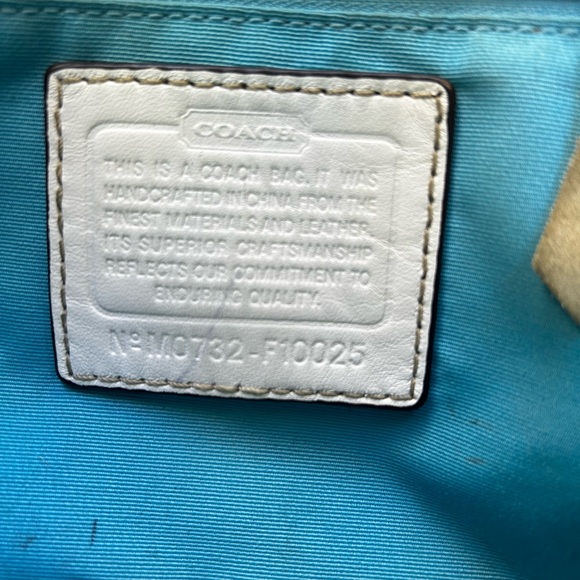 COACH
THIS IS A COACH BAG. IT WAS
HANDCRAFTED IN CHINA FROM THE
FINEST MATERIALS AND LEATHER.
ITS SUPERIOR CRAFTSMANSHIP
REFLECTS OUR COMMITMENT TO
ENDURING QUALITY.
Nº M0732-F10025